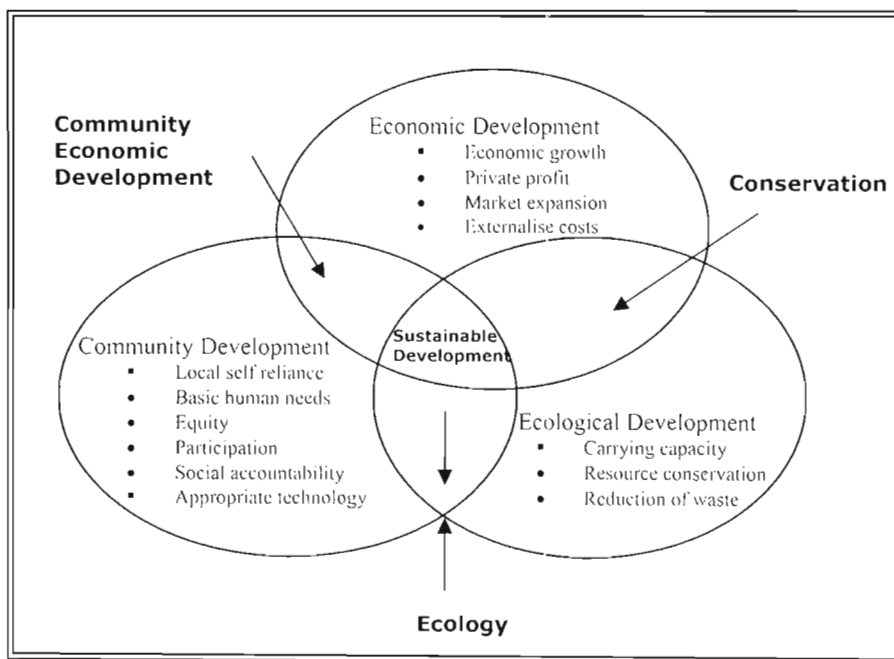 Community
Economic
Development
Economic Development
▪ Economic growth
• Private profit
• Market expansion
• Externalise costs
Conservation
Sustainable
Development
Community Development
▪ Local self reliance
• Basic human needs
• Equity
• Participation
• Social accountability
▪ Appropriate technology
Ecological Development
▪ Carrying capacity
• Resource conservation
• Reduction of waste
Ecology